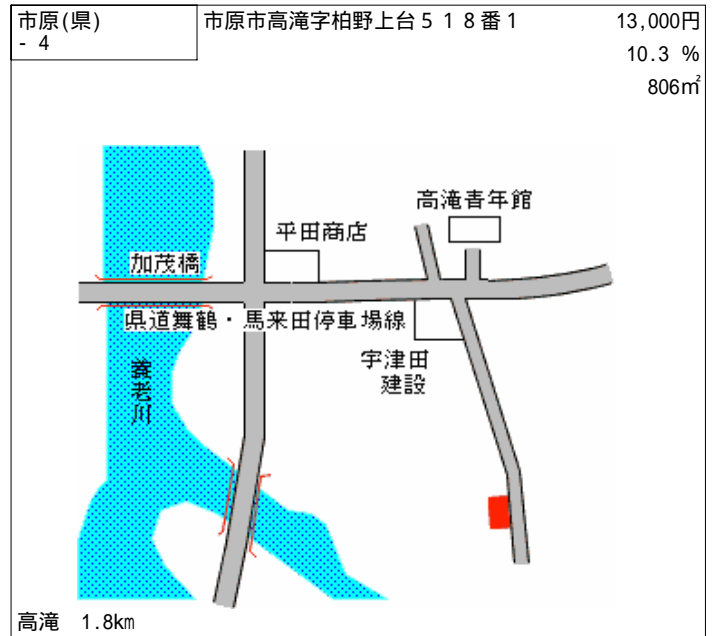 市原(県)
- 4
市原市高滝字柏野上台５１８番１
13,000円
10.3 %
806㎡
高滝青年館
平田商店
加茂橋
県道舞鶴・馬来田停車場線
宇津田
建設
養老川
高滝 1.8km